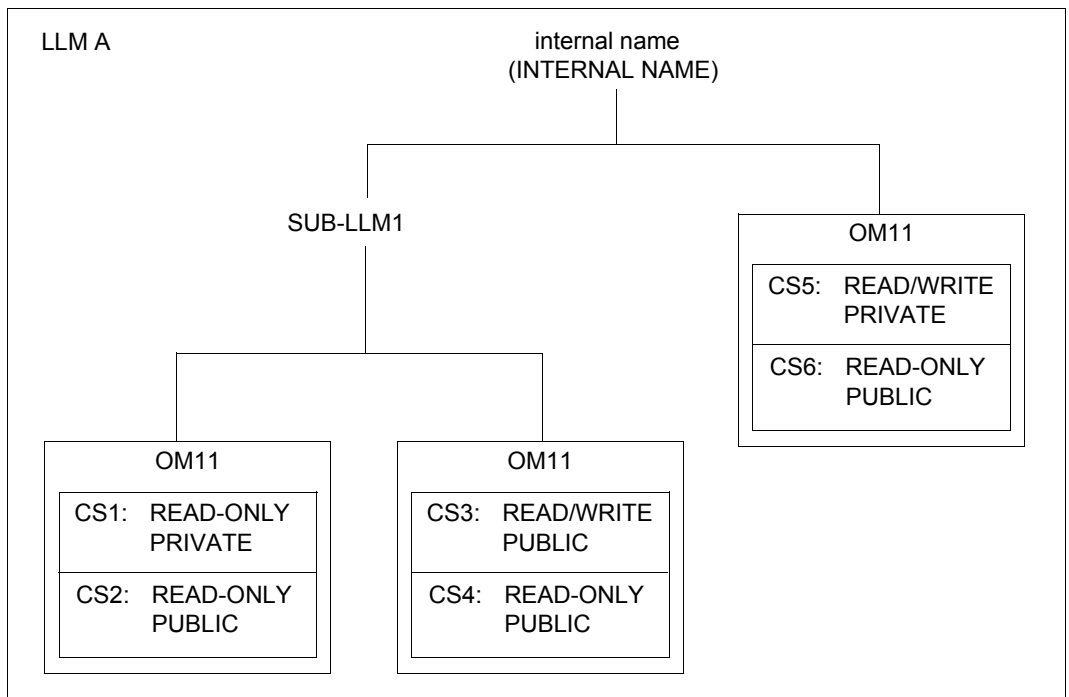 LLM A
internal name
(INTERNAL NAME)
SUB-LLM1
OM11
CS5: READ/WRITE
PRIVATE
CS6: READ-ONLY
PUBLIC
OM11
CS1: READ-ONLY
PRIVATE
CS2: READ-ONLY
PUBLIC
OM11
CS3: READ/WRITE
PUBLIC
CS4: READ-ONLY
PUBLIC